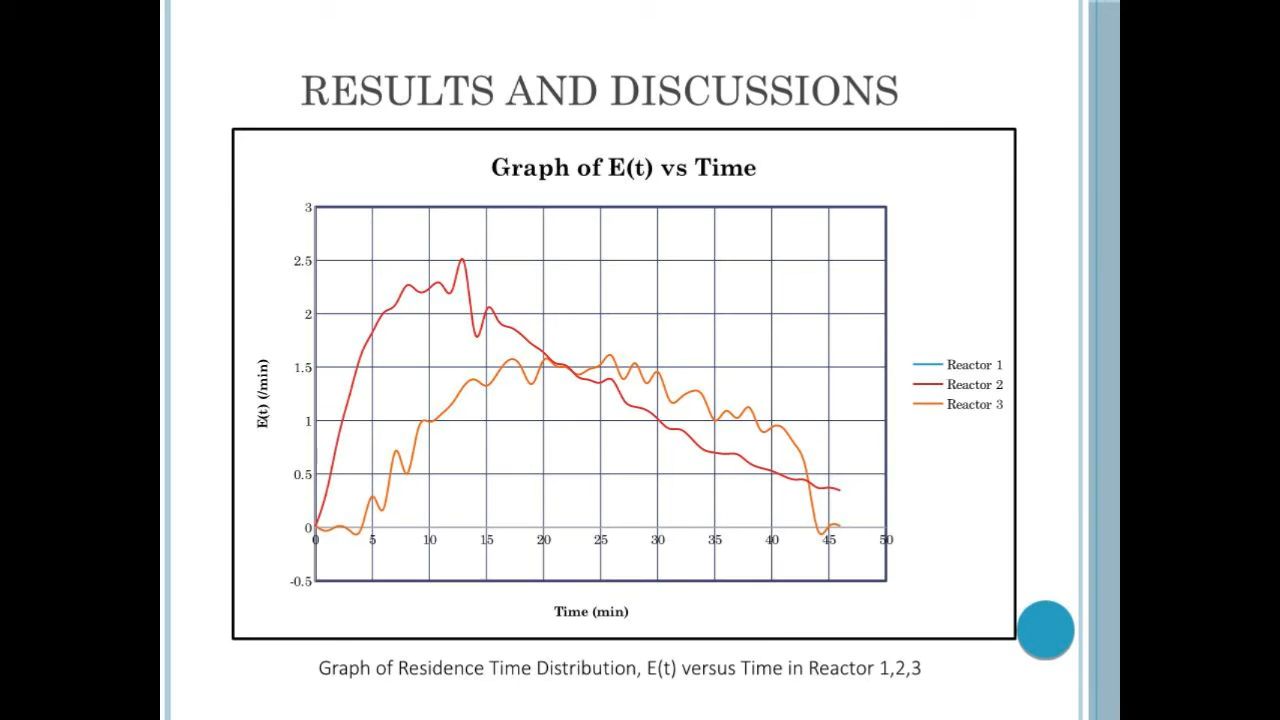 RESULTS AND DISCUSSIONS
Graph of E(t) vs Time
3
2.5
2
1.5
1
0.5
0
-0.5
E(t) (/min)
0 5 10 15 20 25 30 35 40 45 50
Time (min)
Reactor 1
Reactor 2
Reactor 3
Graph of Residence Time Distribution, E(t) versus Time in Reactor 1,2,3